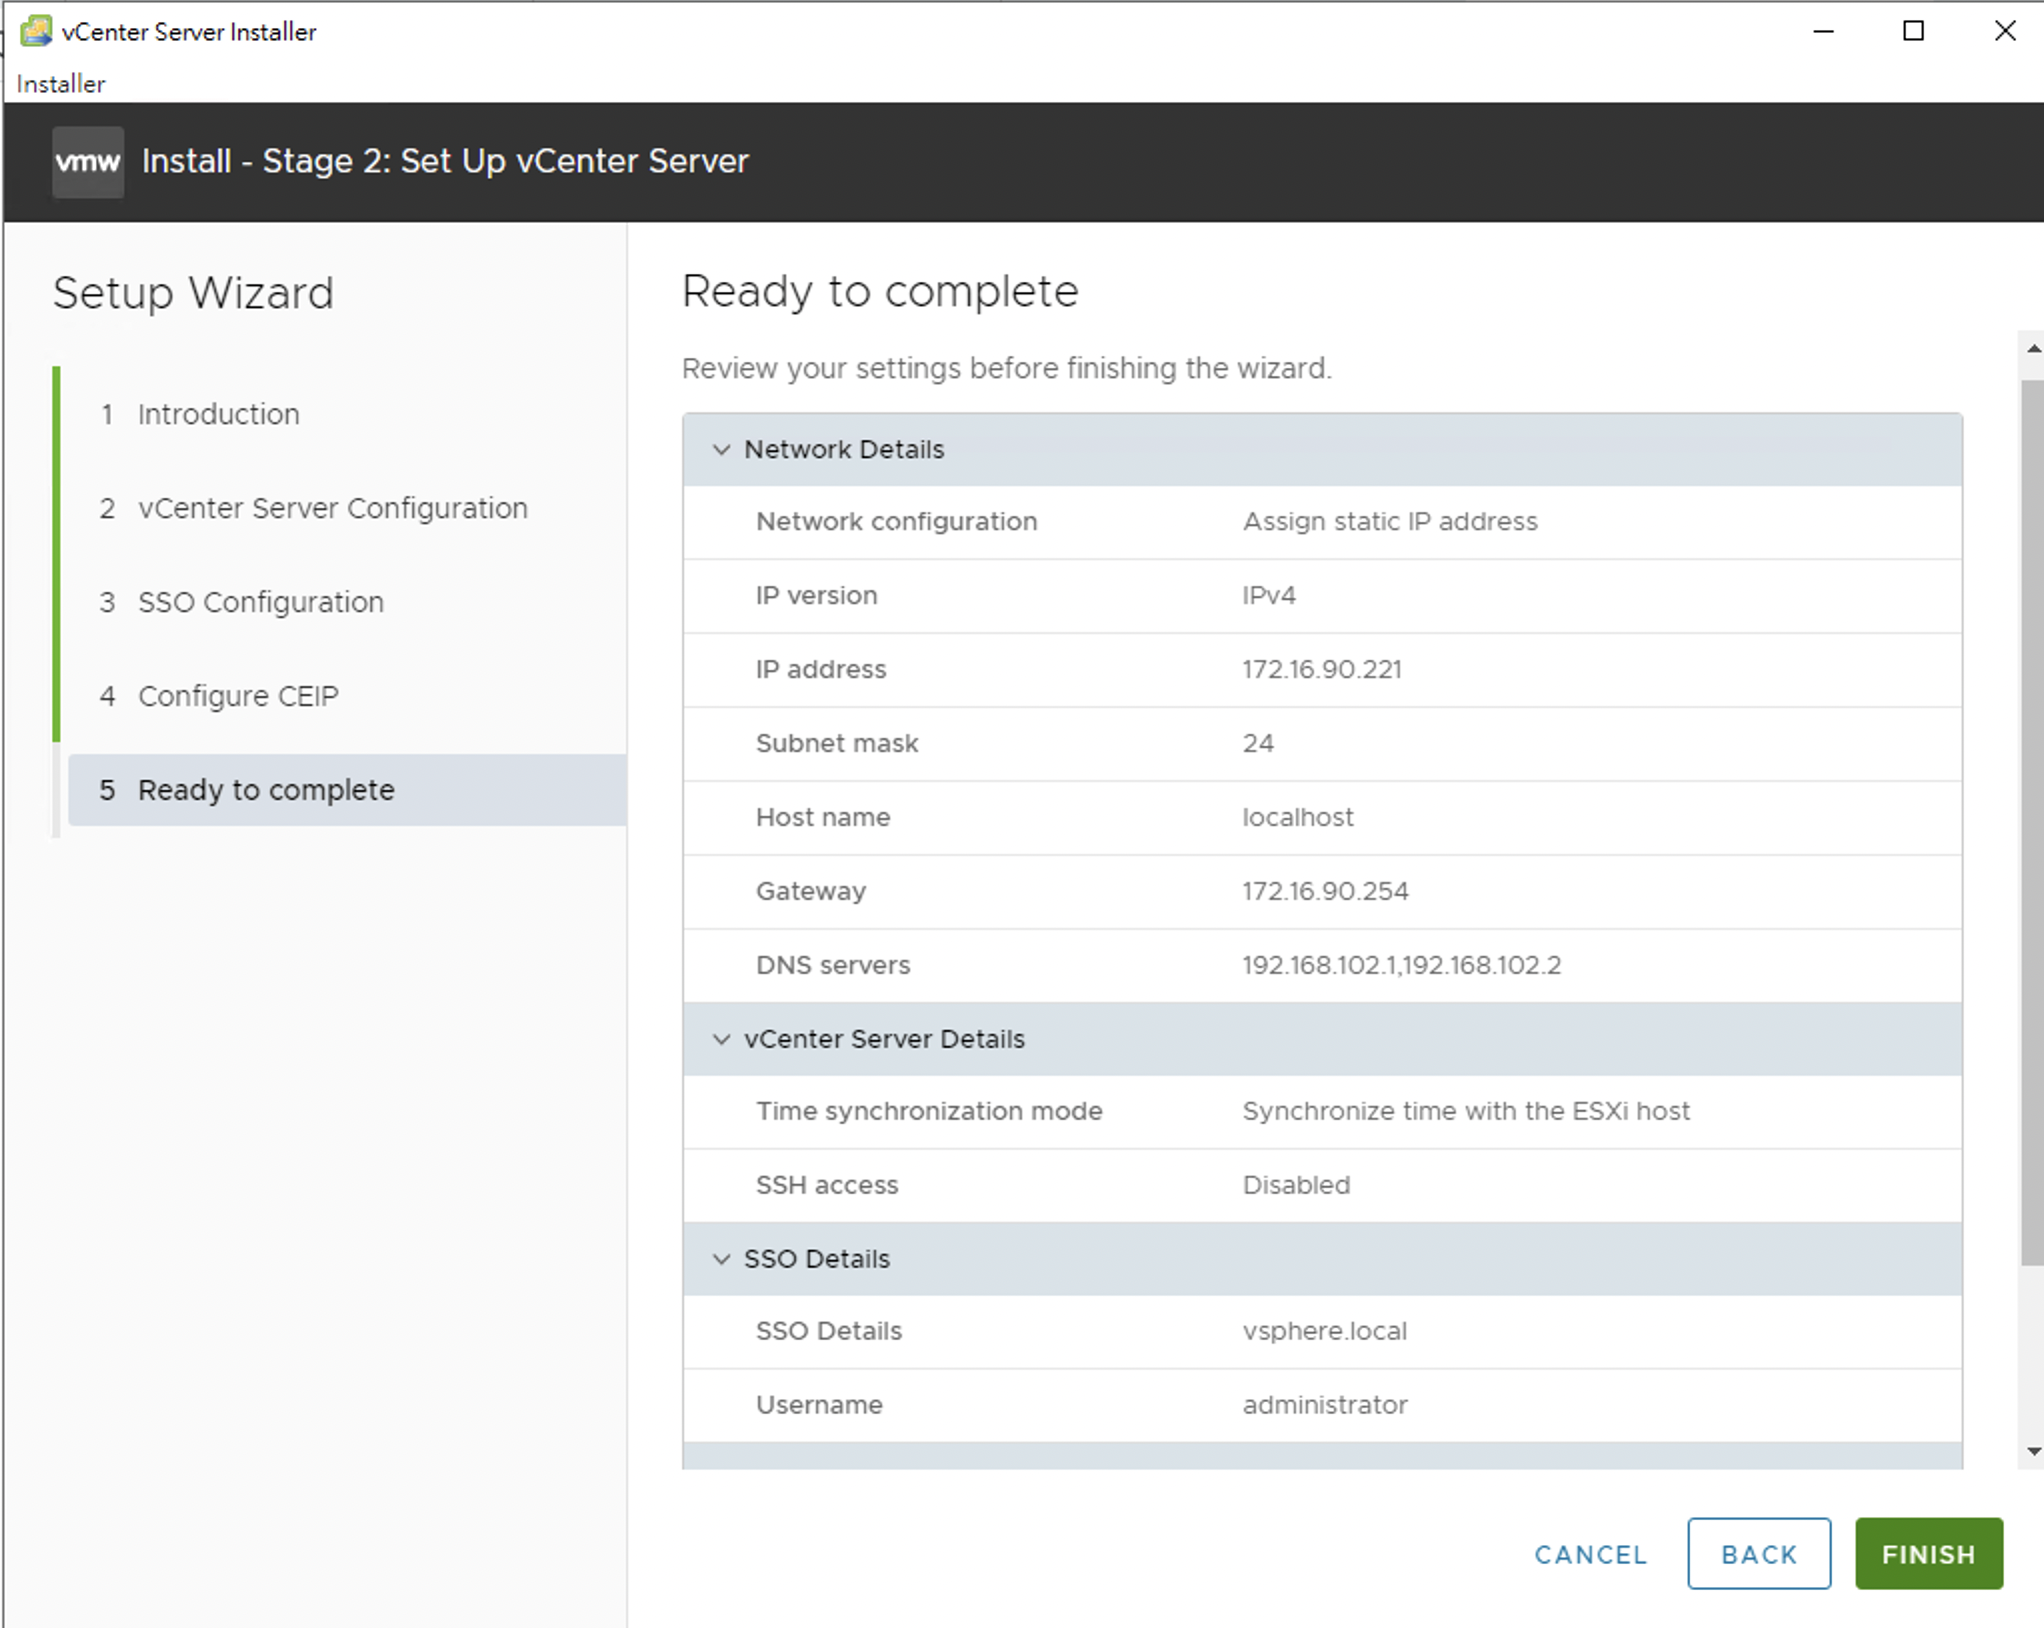 vCenter Server Installer
Installer
vmw Install - Stage 2: Set Up vCenter Server
Setup Wizard
1 Introduction
2 vCenter Server Configuration
3 SSO Configuration
4 Configure CEIP
5 Ready to complete
Ready to complete
Review your settings before finishing the wizard.
Network Details
Network configuration Assign static IP address
IP version IPv4
IP address 172.16.90.221
Subnet mask 24
Host name localhost
Gateway 172.16.90.254
DNS servers 192.168.102.1,192.168.102.2
vCenter Server Details
Time synchronization mode Synchronize time with the ESXi host
SSH access Disabled
SSO Details
SSO Details vsphere.local
Username administrator
CANCEL BACK FINISH